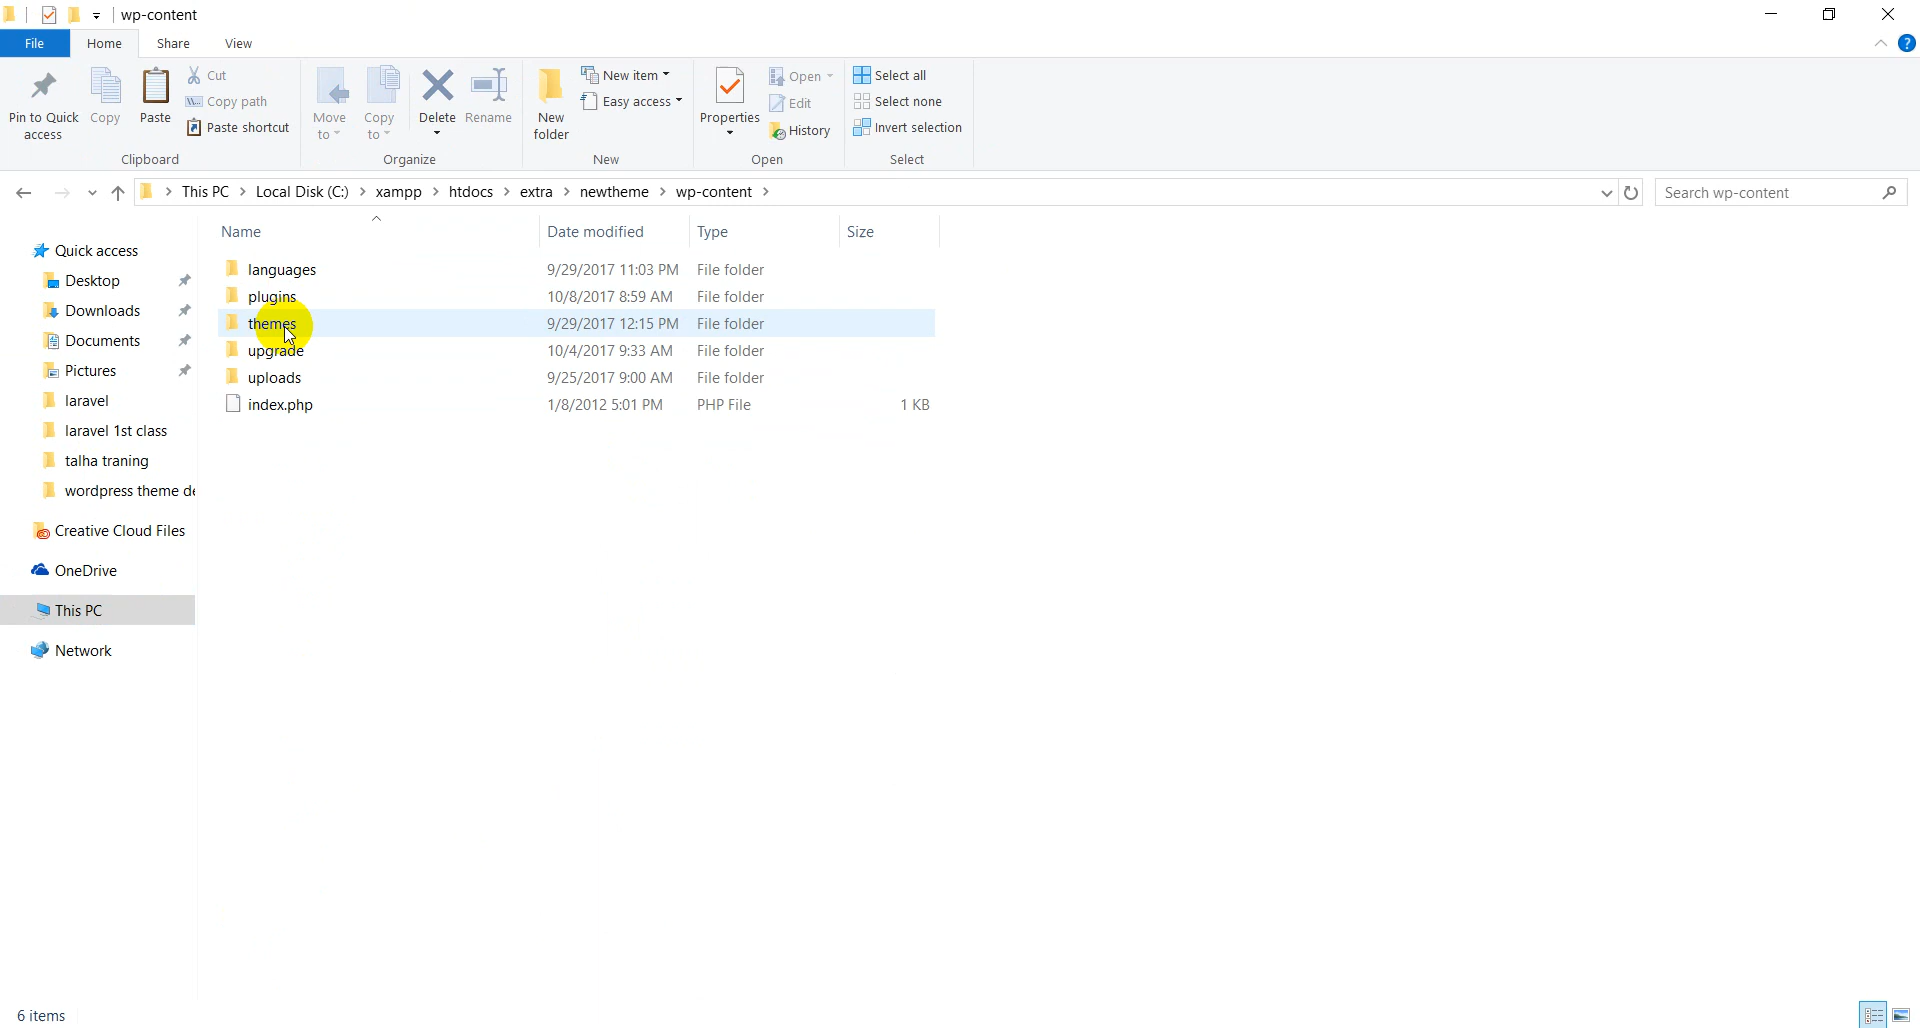 wp-content
File Home Share View
Pin to Quick access
Copy
Paste
Cut
Copy path
Paste shortcut
Clipboard
Move to
Copy to
Delete
Rename
Organize
New folder
New item
Easy access
New
Properties
Open
Edit
History
Open
Select all
Select none
Invert selection
Select
This PC > Local Disk (C:) > xampp > htdocs > extra > newtheme > wp-content >
Search wp-content
Quick access
Desktop
Downloads
Documents
Pictures
laravel
laravel 1st class
talha traning
wordpress theme de
Creative Cloud Files
OneDrive
This PC
Network
Name Date modified Type Size
languages 9/29/2017 11:03 PM File folder
plugins 10/8/2017 8:59 AM File folder
themes 9/29/2017 12:15 PM File folder
upgrade 10/4/2017 9:33 AM File folder
uploads 9/25/2017 9:00 AM File folder
index.php 1/8/2012 5:01 PM PHP File 1 KB
6 items